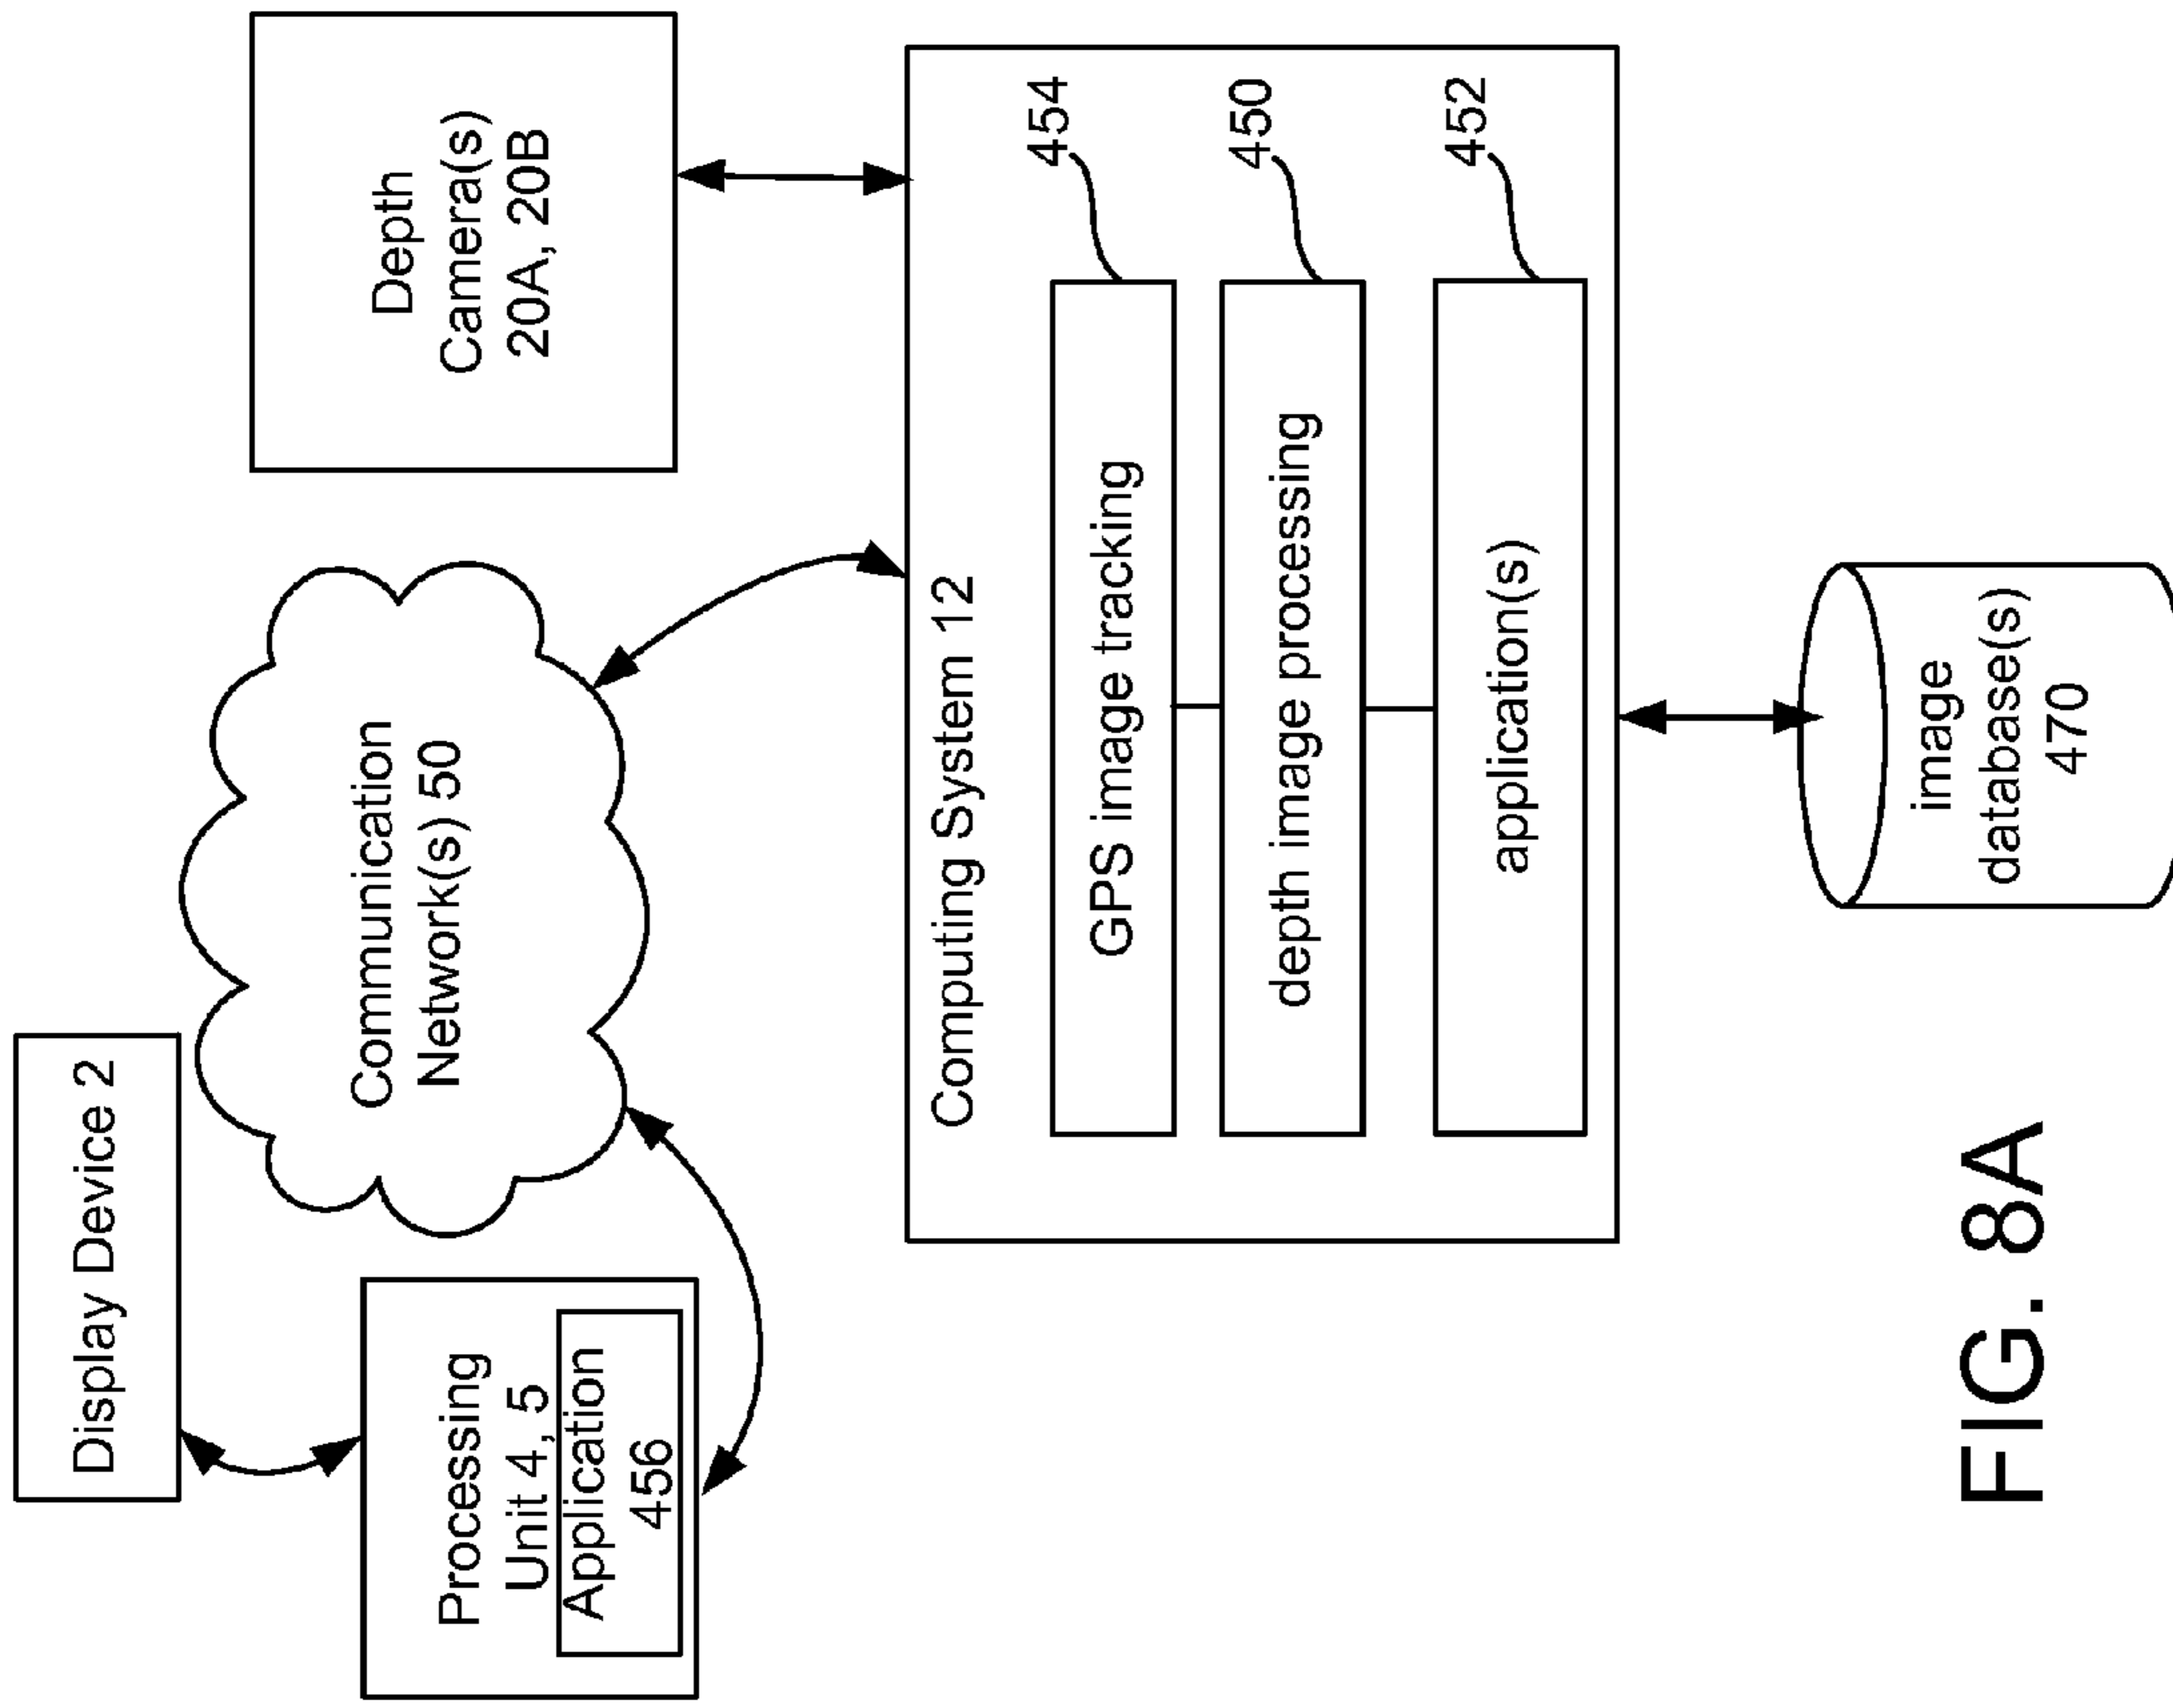 Display Device 2
Processing
Unit 4, 5
Application
456
Communication
Network(s) 50
Depth
Camera(s)
20A, 20B
Computing System 12
GPS image tracking
454
depth image processing
450
application(s)
452
image
database(s)
470
FIG. 8A